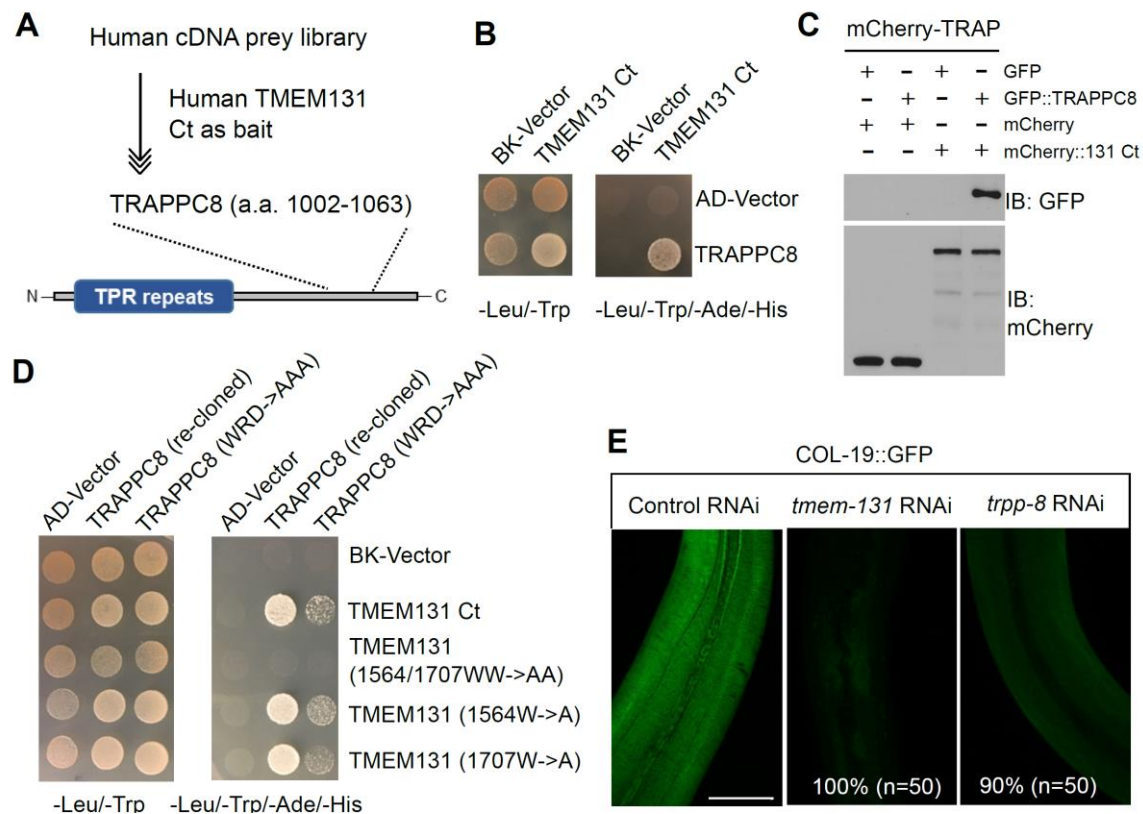 A
Human cDNA prey library
Human TMEM131
Ct as bait
TRAPPC8 (a.a. 1002-1063)
N
TPR repeats
C
B
BK-Vector
TMEM131 Ct
BK-Vector
TMEM131 Ct
AD-Vector
TRAPPC8
-Leu/-Trp
-Leu/-Trp/-Ade/-His
C
mCherry-TRAP
+ - + - GFP
- + - + GFP::TRAPPC8
+ + - - mCherry
- - + + mCherry::131 Ct
IB: GFP
IB:
mCherry
D
AD-Vector
TRAPPC8 (re-cloned)
TRAPPC8 (WRD->AAA)
AD-Vector
TRAPPC8 (re-cloned)
TRAPPC8 (WRD->AAA)
BK-Vector
TMEM131 Ct
TMEM131
(1564/1707WW->AA)
TMEM131 (1564W->A)
TMEM131 (1707W->A)
-Leu/-Trp
-Leu/-Trp/-Ade/-His
E
COL-19::GFP
Control RNAi
tmem-131 RNAi
trpp-8 RNAi
100% (n=50)
90% (n=50)